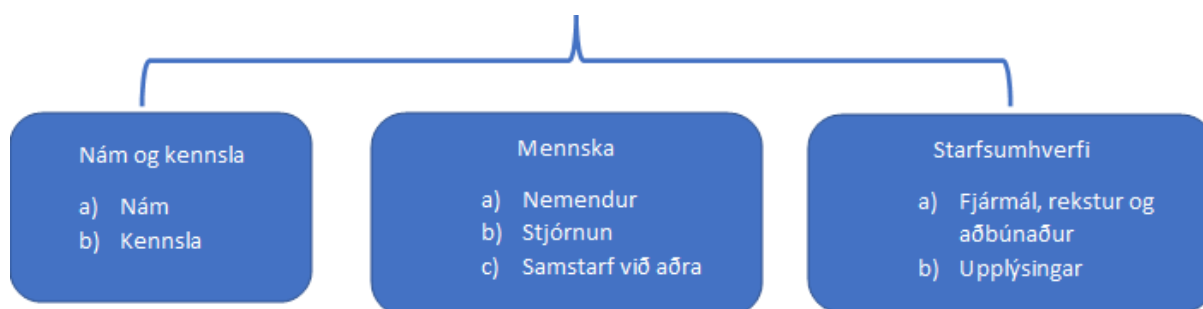 Nám og kennsla
a) Nám
b) Kennsla
Mennska
a) Nemendur
b) Stjórnun
c) Samstarf við aðra
Starfsumhverfi
a) Fjármál, rekstur og
aðbúnaður
b) Upplýsingar